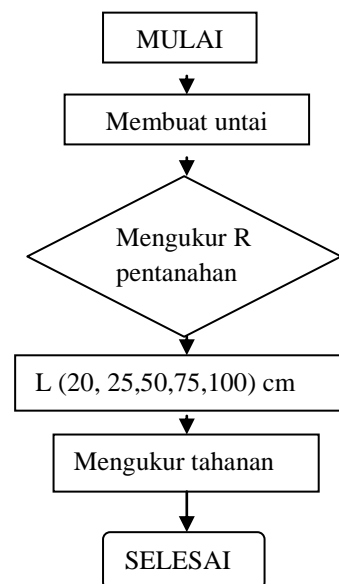 MULAI
Membuat untai
Mengukur R
pentanahan
L (20, 25,50,75,100) cm
Mengukur tahanan
SELESAI